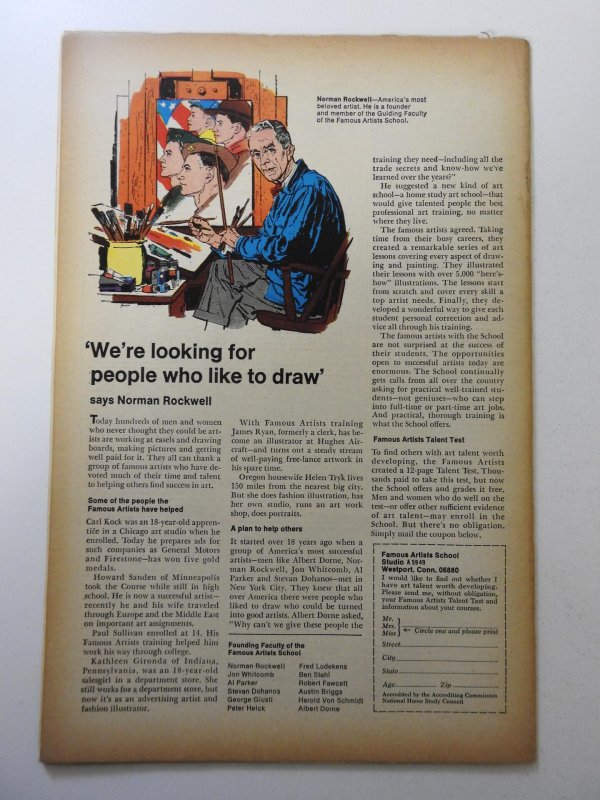 Norman Rockwell—America's most
beloved artist. He is a founder
and member of the Guiding Faculty
of the Famous Artists School.
'We're looking for
people who like to draw'
says Norman Rockwell
Today hundreds of men and women
who never thought they could be art-
ists are working at easels and drawing
boards, making pictures and getting
well paid for it. They all can thank a
group of famous artists who have de-
voted much of their time and talent
to helping others find success in art.
Some of the people the
Famous Artists have helped
Carl Kock was an 18-year-old appren-
tice in a Chicago art studio when he
enrolled. Today he prepares ads for
such companies as General Motors
and Firestone—has won five gold
medals.
Howard Sanden of Minneapolis
took the Course while still in high
school. He is now a successful artist—
recently he and his wife traveled
through Europe and the Middle East
on important art assignments.
Paul Sullivan enrolled at 14. His
Famous Artists training helped him
work his way through college.
Kathleen Gironda of Indiana,
Pennsylvania, was an 18-year-old
salesgirl in a department store. She
still works for a department store, but
now it's as an advertising artist and
fashion illustrator.
With Famous Artists training
James Ryan, formerly a clerk, has be-
come an illustrator at Hughes Air-
craft—and turns out a steady stream
of well-paying free-lance artwork in
his spare time.
Oregon housewife Helen Tryk lives
150 miles from the nearest big city.
But she does fashion illustration, has
her own studio, runs an art work
shop, does portraits.
A plan to help others
It started over 18 years ago when a
group of America's most successful
artists—men like Albert Dorne, Nor-
man Rockwell, Jon Whitcomb, Al
Parker and Stevan Dohanos—met in
New York City. They knew that all
over America there were people who
liked to draw who could be turned
into good artists. Albert Dorne asked,
"Why can't we give these people the
Founding Faculty of the
Famous Artists School
Norman Rockwell
Jon Whitcomb
Al Parker
Stevan Dohanos
George Giusti
Peter Helck
Fred Ludekens
Ben Stahl
Robert Fawcett
Austin Briggs
Harold Von Schmidt
Albert Dorne
training they need—including all the
trade secrets and know-how we've
learned over the years?"
He suggested a new kind of art
school—a home study art school—that
would give talented people the best
professional art training, no matter
where they live.
The famous artists agreed. Taking
time from their busy careers, they
created a remarkable series of art
lessons covering every aspect of draw-
ing and painting. They illustrated
their lessons with over 5,000 "here's-
how" illustrations. The lessons start
from scratch and cover every skill a
top artist needs. Finally, they de-
veloped a wonderful way to give each
student personal correction and ad-
vice all through his training.
The famous artists with the School
are not surprised at the success of
their students. The opportunities
open to successful artists today are
enormous. The School continually
gets calls from all over the country
asking for practical well-trained stu-
dents—not geniuses—who can step
into full-time or part-time art jobs.
And practical, thorough training is
what the School offers.
Famous Artists Talent Test
To find others with art talent worth
developing, the Famous Artists
created a 12-page Talent Test. Thou-
sands paid to take this test, but now
the School offers and grades it free.
Men and women who do well on the
test—or offer other sufficient evidence
of art talent—may enroll in the
School. But there's no obligation.
Simply mail the coupon below.
Famous Artists School
Studio A 5949
Westport, Conn. 06880
I would like to find out whether I
have art talent worth developing.
Please send me, without obligation,
your Famous Artists Talent Test and
information about your courses.
Mr.
Mrs. ← Circle one and please print
Miss
Street
City
State
Age Zip
Accredited by the Accrediting Commission
National Home Study Council